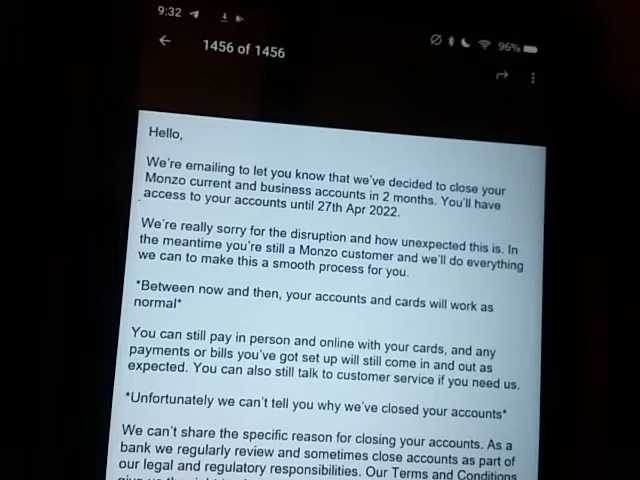 9:32
96%
1456 of 1456
Hello,
We're emailing to let you know that we've decided to close your
Monzo current and business accounts in 2 months. You'll have
access to your accounts until 27th Apr 2022.
We're really sorry for the disruption and how unexpected this is. In
the meantime you're still a Monzo customer and we'll do everything
we can to make this a smooth process for you.
*Between now and then, your accounts and cards will work as
normal*
You can still pay in person and online with your cards, and any
payments or bills you've got set up will still come in and out as
expected. You can also still talk to customer service if you need us.
*Unfortunately we can't tell you why we've closed your accounts*
We can't share the specific reason for closing your accounts. As a
bank we regularly review and sometimes close accounts as part of
our legal and regulatory responsibilities. Our Terms and Conditions